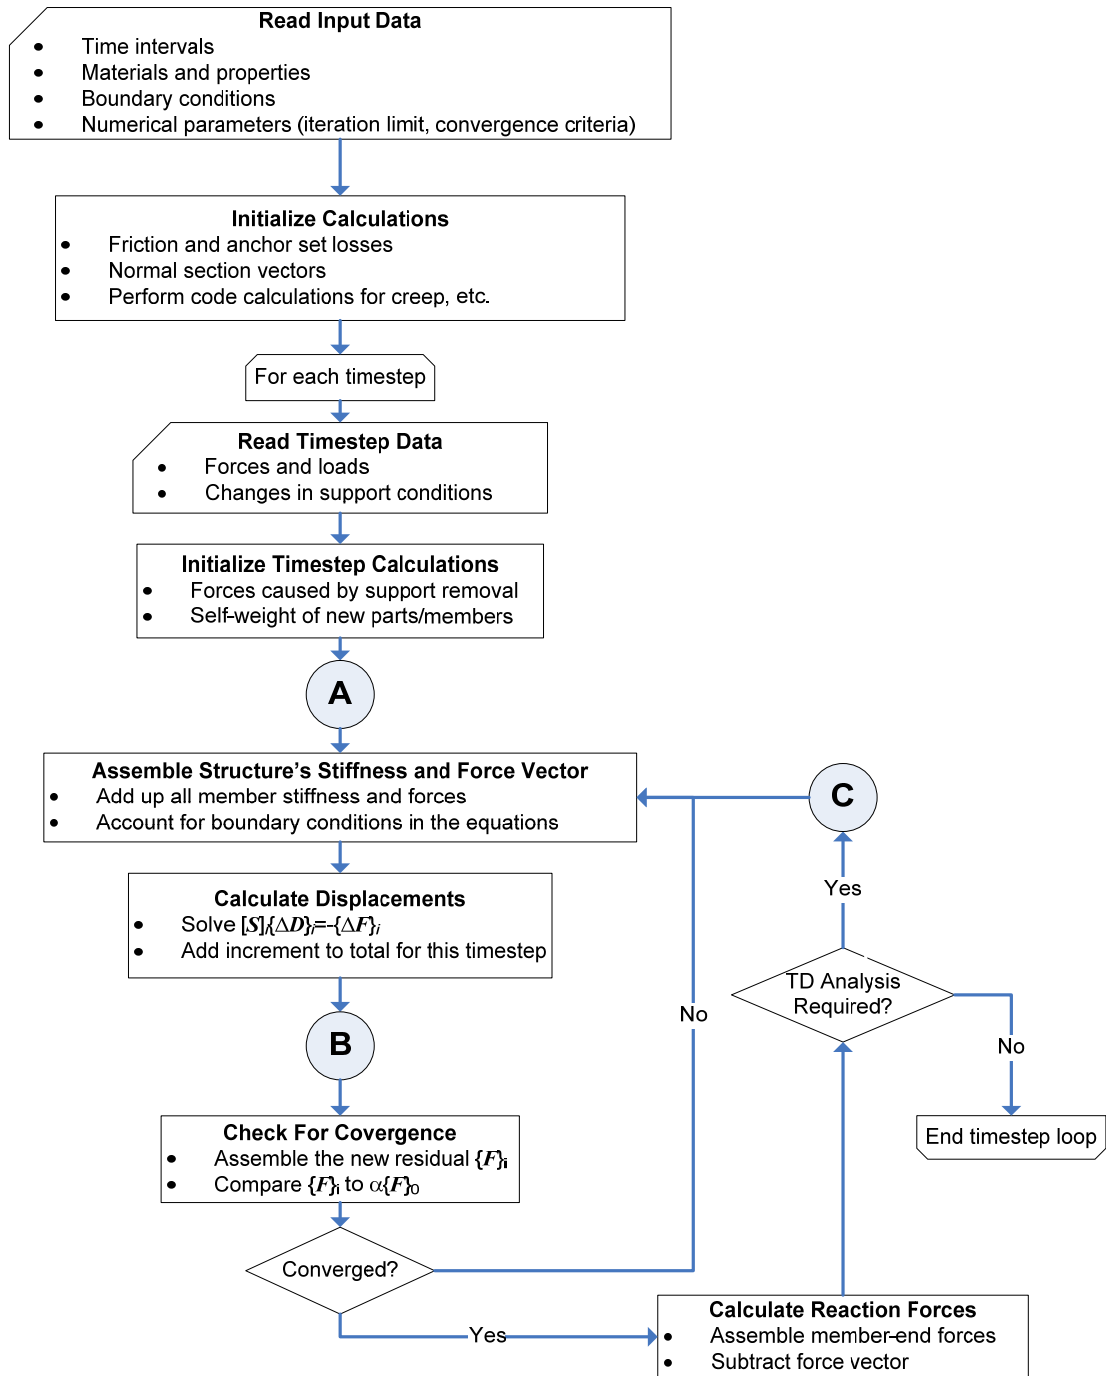 Read Input Data
• Time intervals
• Materials and properties
• Boundary conditions
• Numerical parameters (iteration limit, convergence criteria)
Initialize Calculations
• Friction and anchor set losses
• Normal section vectors
• Perform code calculations for creep, etc.
For each timestep
Read Timestep Data
• Forces and loads
• Changes in support conditions
Initialize Timestep Calculations
• Forces caused by support removal
• Self-weight of new parts/members
A
Assemble Structure's Stiffness and Force Vector
• Add up all member stiffness and forces
• Account for boundary conditions in the equations
C
Calculate Displacements
• Solve [S]i{ΔD}i=-{ΔF}i
• Add increment to total for this timestep
Yes
TD Analysis
Required?
No
No
B
End timestep loop
Check For Covergence
• Assemble the new residual {F}i
• Compare {F}i to α{F}0
Converged?
Yes
Calculate Reaction Forces
• Assemble member-end forces
• Subtract force vector